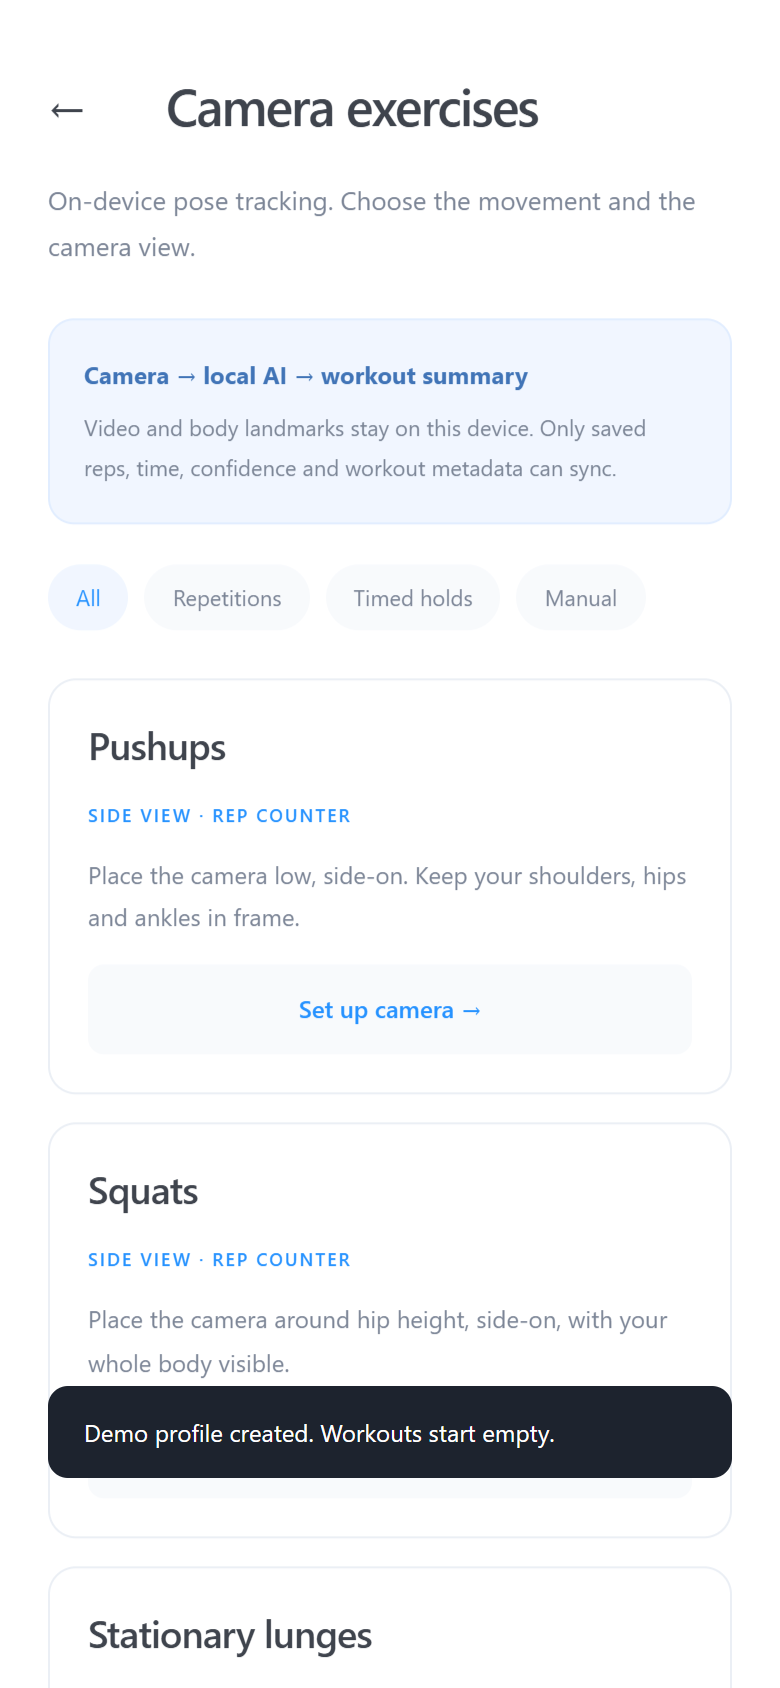 ← Camera exercises
On-device pose tracking. Choose the movement and the
camera view.
Camera → local AI → workout summary
Video and body landmarks stay on this device. Only saved
reps, time, confidence and workout metadata can sync.
All Repetitions Timed holds Manual
Pushups
SIDE VIEW · REP COUNTER
Place the camera low, side-on. Keep your shoulders, hips
and ankles in frame.
Set up camera →
Squats
SIDE VIEW · REP COUNTER
Place the camera around hip height, side-on, with your
whole body visible.
Demo profile created. Workouts start empty.
Stationary lunges